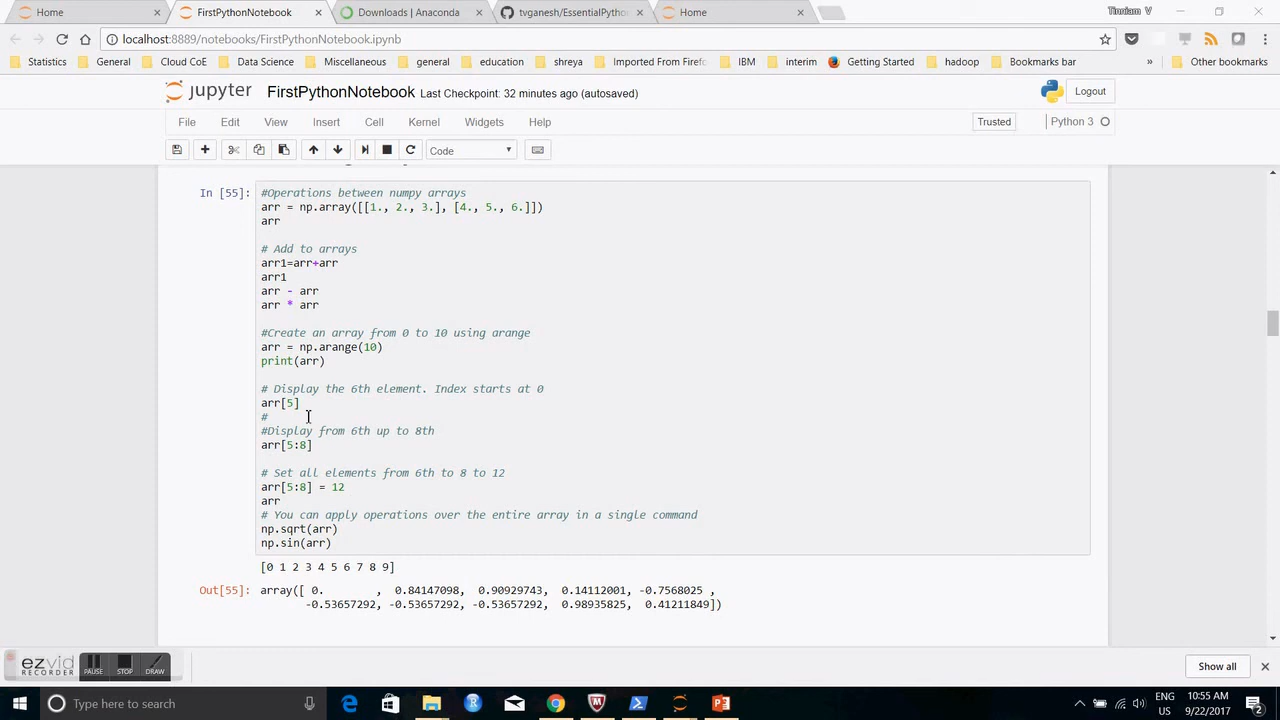 Home
FirstPythonNotebook
Downloads | Anaconda
tvganesh/EssentialPytho
Home
Tinniam V
localhost:8889/notebooks/FirstPythonNotebook.ipynb
Statistics
General
Cloud CoE
Data Science
Miscellaneous
general
education
shreya
Imported From Firefo
IBM
interim
Getting Started
hadoop
Bookmarks bar
»
Other bookmarks
jupyter
FirstPythonNotebook Last Checkpoint: 32 minutes ago (autosaved)
Logout
File
Edit
View
Insert
Cell
Kernel
Widgets
Help
Trusted
Python 3
Code
In [55]:
#Operations between numpy arrays
arr = np.array([[1., 2., 3.], [4., 5., 6.]])
arr
# Add to arrays
arr1=arr+arr
arr1
arr - arr
arr * arr
#Create an array from 0 to 10 using arange
arr = np.arange(10)
print(arr)
# Display the 6th element. Index starts at 0
arr[5]
#
#Display from 6th up to 8th
arr[5:8]
# Set all elements from 6th to 8 to 12
arr[5:8] = 12
arr
# You can apply operations over the entire array in a single command
np.sqrt(arr)
np.sin(arr)
[0 1 2 3 4 5 6 7 8 9]
Out[55]:
array([ 0.        ,  0.84147098,  0.90929743,  0.14112001, -0.7568025 ,
-0.53657292, -0.53657292, -0.53657292,  0.98935825,  0.41211849])
ezvid
RECORDER
PAUSE
STOP
DRAW
Show all
Type here to search
ENG
US
10:55 AM
9/22/2017